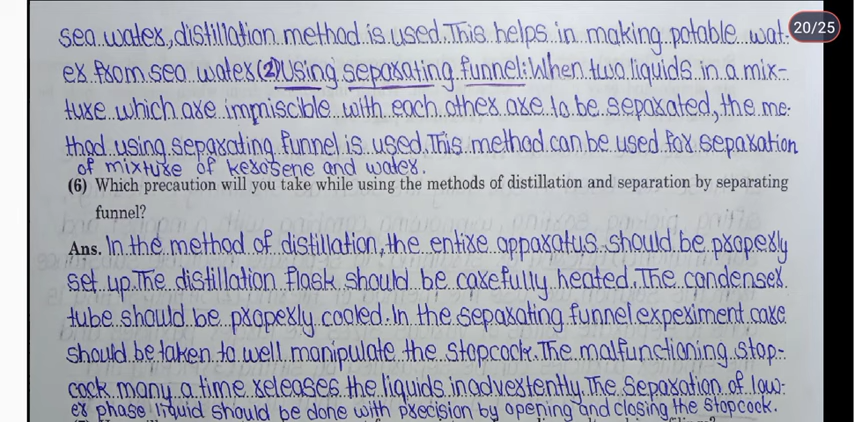 sea water, distillation method is used. This helps in making potable wat-
20/25
er from sea water (2) Using separating funnel: When two liquids in a mix-
ture which are immiscible with each other are to be separated, the me-
thod using separating funnel is used. This method can be used for separation
of mixture of kerosene and water.
(6) Which precaution will you take while using the methods of distillation and separation by separating
funnel?
Ans. In the method of distillation, the entire apparatus should be properly
set up. The distillation flask should be carefully heated. The condenser
tube should be properly cooled. In the separating funnel experiment care
should be taken to well manipulate the stopcock. The malfunctioning stop-
cock many a time releases the liquids inadvertently. The separation of low-
er phase liquid should be done with precision by opening and closing the stopcock.